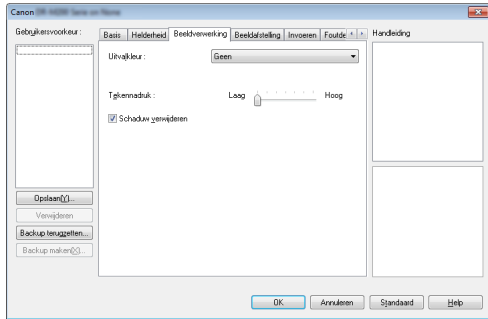 Canon
Gebruikersvoorkeur :
Basis Helderheid Beeldverwerking Beeldafstelling Invoeren Foutde
Handleiding
Uitvalkleur : Geen
Tekennadruk : Laag Hoog
Schaduw verwijderen
Opslaan(Y)...
Verwijderen
Backup terugzetten...
Backup maken(X)...
OK Annuleren Standaard Help